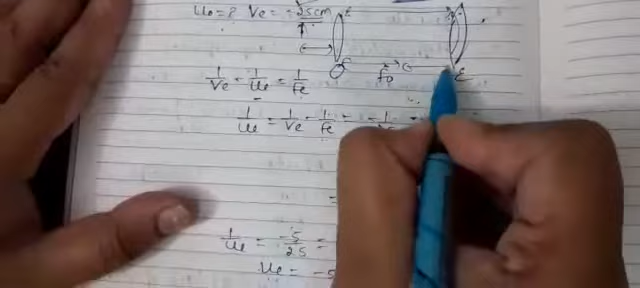 ue = ? Ve = -25cm
E
O
fo
E
1/Ve - 1/ue = 1/fe
1/ue = 1/Ve - 1/fe =
1/ue = -5/25 =
ue = -5